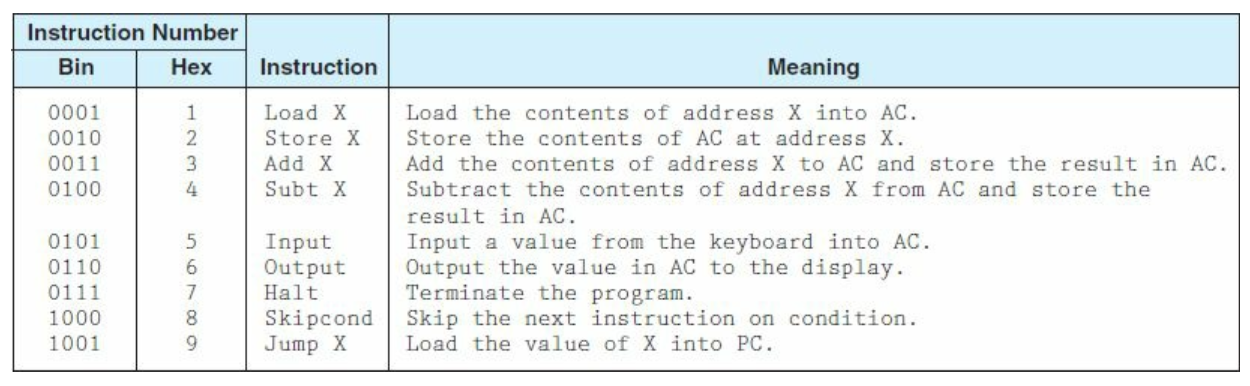 Instruction Number
Bin Hex Instruction Meaning
0001 1 Load X Load the contents of address X into AC.
0010 2 Store X Store the contents of AC at address X.
0011 3 Add X Add the contents of address X to AC and store the result in AC.
0100 4 Subt X Subtract the contents of address X from AC and store the
result in AC.
0101 5 Input Input a value from the keyboard into AC.
0110 6 Output Output the value in AC to the display.
0111 7 Halt Terminate the program.
1000 8 Skipcond Skip the next instruction on condition.
1001 9 Jump X Load the value of X into PC.